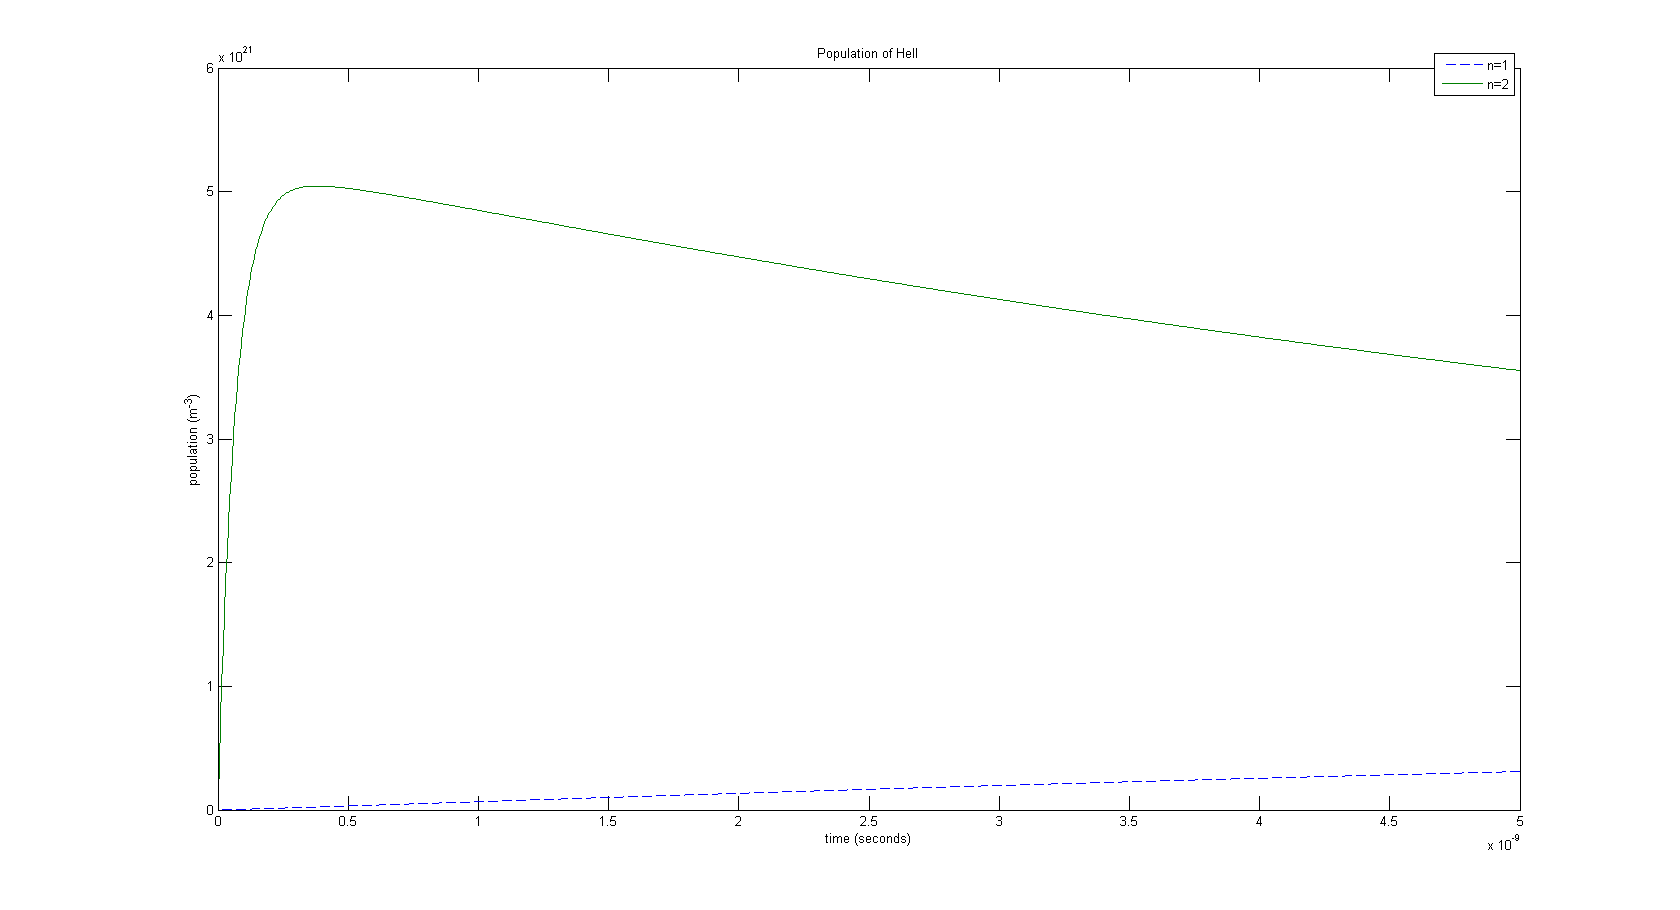 Population of HeII
x 10^21
n=1
n=2
6
5
4
3
2
1
0
population (m^-3)
0 0.5 1 1.5 2 2.5 3 3.5 4 4.5 5
time (seconds)
x 10^-9